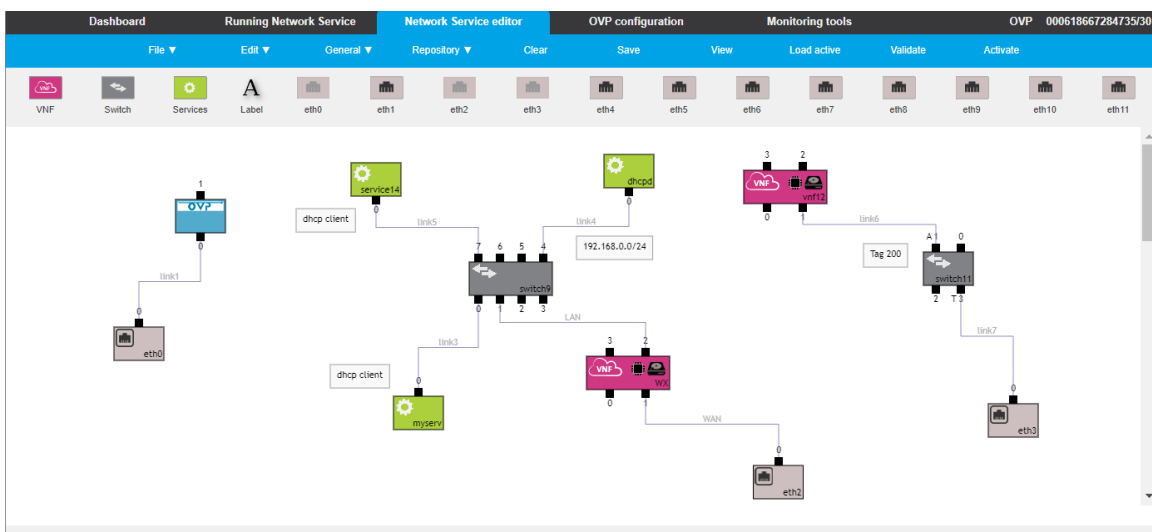 Dashboard Running Network Service Network Service editor OVP configuration Monitoring tools OVP 000618667284735/30
File ▼ Edit ▼ General ▼ Repository ▼ Clear Save View Load active Validate Activate
VNF A
VNF Switch Services Label eth0 eth1 eth2 eth3 eth4 eth5 eth6 eth7 eth8 eth9 eth10 eth11
3 2
VNF
vnf12
0 1
dhcpd
0
service14
0
1
OVP
0
dhcp client
link5
link4
link6
192.168.0.0/24
A 1 0
Tag 200
switch11
2 T 3
7 6 5 4
switch9
0 1 2 3
link1
0
eth0
LAN
link3
link7
3 2
VNF
WX
0 1
dhcp client
0
myserv
WAN
0
eth3
0
eth2